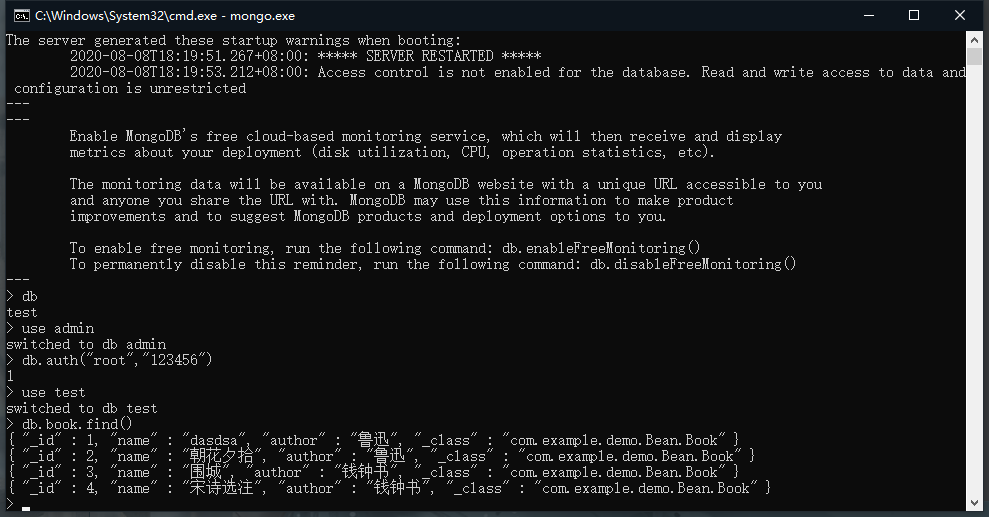 C:\Windows\System32\cmd.exe - mongo.exe
The server generated these startup warnings when booting:
2020-08-08T18:19:51.267+08:00: ***** SERVER RESTARTED *****
2020-08-08T18:19:53.212+08:00: Access control is not enabled for the database. Read and write access to data and
configuration is unrestricted
---
---
Enable MongoDB's free cloud-based monitoring service, which will then receive and display
metrics about your deployment (disk utilization, CPU, operation statistics, etc).
The monitoring data will be available on a MongoDB website with a unique URL accessible to you
and anyone you share the URL with. MongoDB may use this information to make product
improvements and to suggest MongoDB products and deployment options to you.
To enable free monitoring, run the following command: db.enableFreeMonitoring()
To permanently disable this reminder, run the following command: db.disableFreeMonitoring()
---
> db
test
> use admin
switched to db admin
> db.auth("root","123456")
1
> use test
switched to db test
> db.book.find()
{ "_id" : 1, "name" : "dasdsa", "author" : "鲁迅", "_class" : "com.example.demo.Bean.Book" }
{ "_id" : 2, "name" : "朝花夕拾", "author" : "鲁迅", "_class" : "com.example.demo.Bean.Book" }
{ "_id" : 3, "name" : "围城", "author" : "钱钟书", "_class" : "com.example.demo.Bean.Book" }
{ "_id" : 4, "name" : "宋诗选注", "author" : "钱钟书", "_class" : "com.example.demo.Bean.Book" }
>